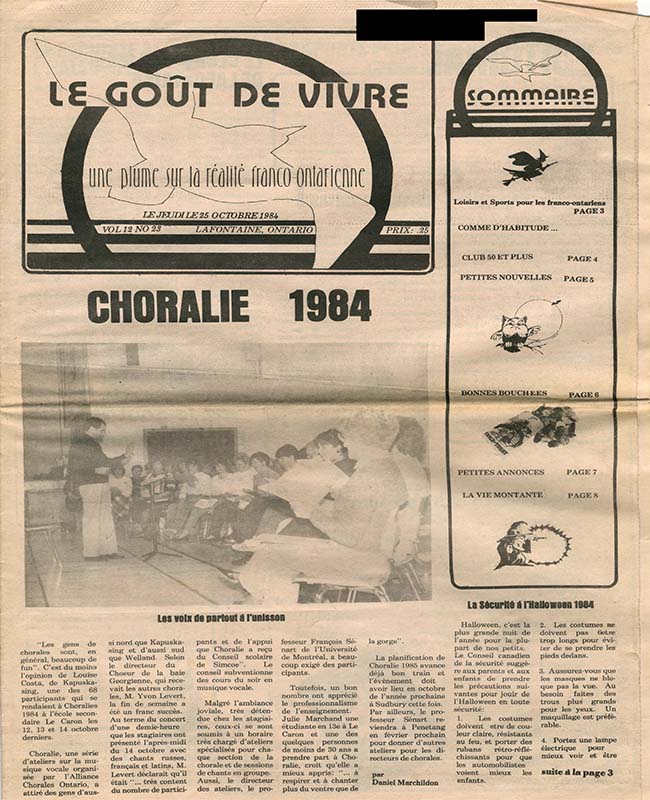 LE GOÛT DE VIVRE
une plume sur la réalité franco-ontarienne
LE JEUDI LE 25 OCTOBRE 1984
VOL 12 NO 23 LAFONTAINE, ONTARIO PRIX: .25
SOMMAIRE
Loisirs et Sports pour les franco-ontariens
PAGE 3
COMME D'HABITUDE ...
CLUB 50 ET PLUS PAGE 4
PETITES NOUVELLES PAGE 5
BONNES BOUCHEES PAGE 6
PETITES ANNONCES PAGE 7
LA VIE MONTANTE PAGE 8
CHORALIE 1984
Les voix de partout á l'unisson
"Les gens de
chorales sont, en
général, beaucoup de
fun". C'est du moins
l'opinion de Louise
Costa, de Kapuska-
sing, une des 68
participants qui se
rendaient à Choralies
1984 à l'école secon-
daire Le Caron les
12, 13 et 14 octobre
derniers.
Choralie, une série
d'ateliers sur la mu-
sique vocale organi-
sée par l'Alliance
Chorales Ontario, a
attiré des gens d'aus-
si nord que Kapuska-
sing et d'aussi sud
que Welland. Selon
le directeur du
Choeur de la baie
Georgienne, qui rece-
vait les autres chora-
les, M. Yvon Levert,
la fin de semaine a
été un franc succès.
Au terme du concert
d'une demie-heure
que les stagiaires ont
présenté l'après-midi
du 14 octobre avec
des chants russes,
français et latins, M.
Levert déclarait qu'il
était "... très content
du nombre de partici-
pants et de l'appui
que Choralie a reçu
du Conseil scolaire
de Simcoe". Le
conseil subventionne
des cours du soir en
musique vocale.
Malgré l'ambiance
joviale, très déten-
due chez les stagiai-
res, ceux-ci se sont
soumis à un horaire
très chargé d'ateliers
spécialisés pour cha-
que section de la
chorale et de sessions
de chants en groupe.
Aussi, le directeur
des ateliers, le pro-
fesseur François Sé-
nart de l'Université
de Montréal, a beau-
coup exigé des parti-
cipants.
Toutefois, un bon
nombre ont apprécié
le professionalisme
de l'enseignement.
Julie Marchand une
étudiante en 13e à Le
Caron et une des
quelques personnes
de moins de 30 ans a
prendre part à Cho-
ralie, croit qu'elle a
mieux appris: "... à
respirer et à chanter
plus du ventre que de
la gorge".
La planification de
Choralie 1985 avance
déjà bon train et
l'événement doit
avoir lieu en octobre
de l'année prochaine
à Sudbury cette fois.
Par ailleurs, le pro-
fesseur Sénart re-
viendra à Penetang
en février prochain
pour donner d'autres
ateliers pour les di-
recteurs de chorales.
par
Daniel Marchildon
La Sécurité á l'Halloween 1984
Halloween, c'est la
plus grande nuit de
l'année pour la plu-
part de nos petits.
Le Conseil canadien
de la sécurité suggè-
re aux parents et aux
enfants de prendre
les précautions sui-
vantes pour jouir de
l'Halloween en toute
sécurité:
1. Les costumes
doivent etre de cou-
leur claire, résistants
au feu, et porter des
rubans rétro-réflé-
chissants pour que
les automobilistes
voient mieux les
enfants.
2. Les costumes ne
doivent pas être
trop longs pour évi-
ter de se prendre les
pieds dedans.
3. Aussurez-vous que
les masques ne blo-
que pas la vue. Au
besoin faites des
trous plus grands
pour les yeux. Un
maquillage est préfé-
rable.
4. Portez une lampe
électrique pour
mieux voir et être
suite á la page 3